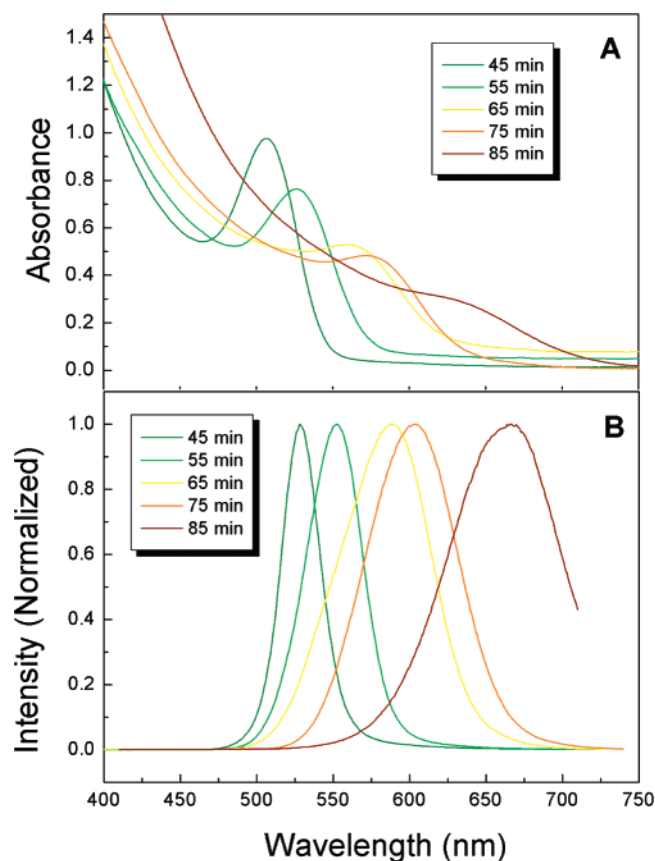 A
Absorbance
1.4
1.2
1.0
0.8
0.6
0.4
0.2
0.0
45 min
55 min
65 min
75 min
85 min
B
Intensity (Normalized)
1.0
0.8
0.6
0.4
0.2
0.0
45 min
55 min
65 min
75 min
85 min
400 450 500 550 600 650 700 750
Wavelength (nm)